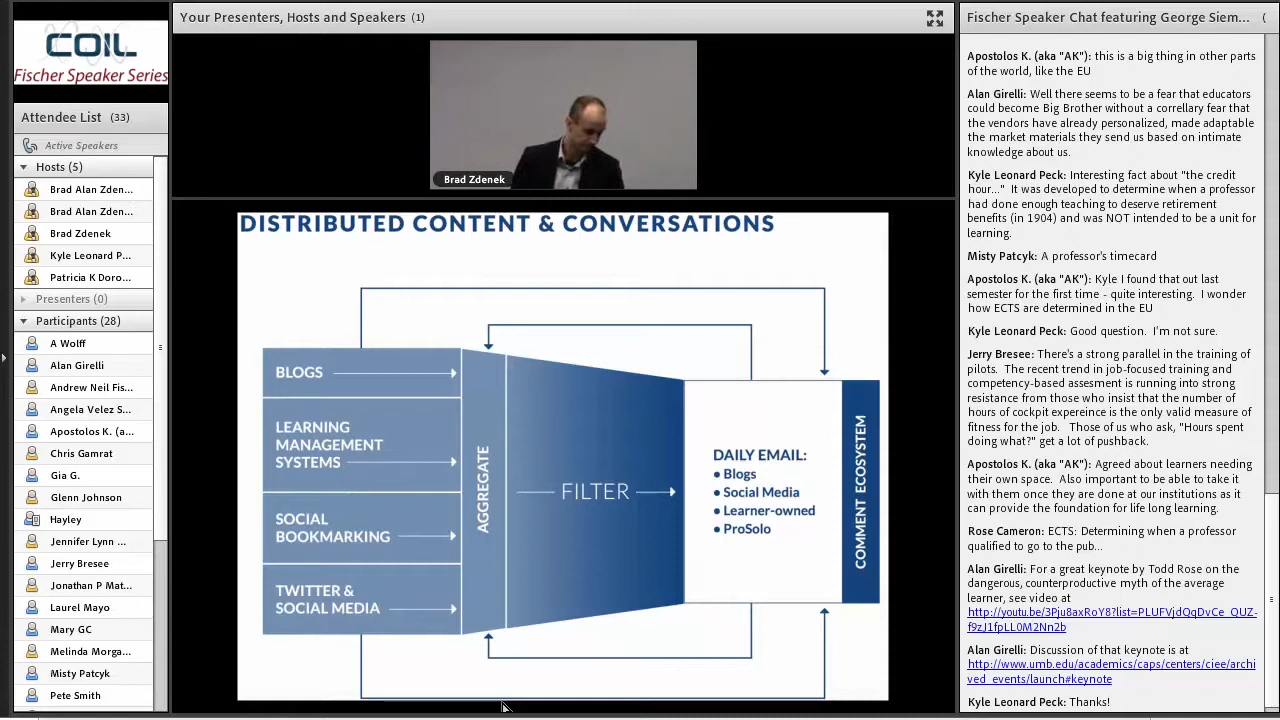 COIL
Fischer Speaker Series
Attendee List (33)
Active Speakers
Hosts (5)
Brad Alan Zden...
Brad Alan Zden...
Brad Zdenek
Kyle Leonard P...
Patricia K Doro...
Presenters (0)
Participants (28)
A Wolff
Alan Girelli
Andrew Neil Fis...
Angela Velez S...
Apostolos K. (a...
Chris Gamrat
Gia G.
Glenn Johnson
Hayley
Jennifer Lynn ...
Jerry Bresee
Jonathan P Mat...
Laurel Mayo
Mary GC
Melinda Morga...
Misty Patcyk
Pete Smith
Your Presenters, Hosts and Speakers (1)
Brad Zdenek
DISTRIBUTED CONTENT & CONVERSATIONS
BLOGS
LEARNING
MANAGEMENT
SYSTEMS
SOCIAL
BOOKMARKING
TWITTER &
SOCIAL MEDIA
AGGREGATE
FILTER
DAILY EMAIL:
• Blogs
• Social Media
• Learner-owned
• ProSolo
COMMENT ECOSYSTEM
Fischer Speaker Chat featuring George Siem... (
Apostolos K. (aka "AK"): this is a big thing in other parts
of the world, like the EU
Alan Girelli: Well there seems to be a fear that educators
could become Big Brother without a correllary fear that
the vendors have already personalized, made adaptable
the market materials they send us based on intimate
knowledge about us.
Kyle Leonard Peck: Interesting fact about "the credit
hour..." It was developed to determine when a professor
had done enough teaching to deserve retirement
benefits (in 1904) and was NOT intended to be a unit for
learning.
Misty Patcyk: A professor's timecard
Apostolos K. (aka "AK"): Kyle I found that out last
semester for the first time - quite interesting. I wonder
how ECTS are determined in the EU
Kyle Leonard Peck: Good question. I'm not sure.
Jerry Bresee: There's a strong parallel in the training of
pilots. The recent trend in job-focused training and
competency-based assesment is running into strong
resistance from those who insist that the number of
hours of cockpit expereince is the only valid measure of
fitness for the job. Those of us who ask, "Hours spent
doing what?" get a lot of pushback.
Apostolos K. (aka "AK"): Agreed about learners needing
their own space. Also important to be able to take it
with them once they are done at our institutions as it
can provide the foundation for life long learning.
Rose Cameron: ECTS: Determining when a professor
qualified to go to the pub...
Alan Girelli: For a great keynote by Todd Rose on the
dangerous, counterproductive myth of the average
learner, see video at
http://youtu.be/3Pju8axRoY8?list=PLUFVjdQqDvCe_QUZ-
f9zJ1fpLL0M2Nn2b
Alan Girelli: Discussion of that keynote is at
http://www.umb.edu/academics/caps/centers/ciee/archi
ved_events/launch#keynote
Kyle Leonard Peck: Thanks!